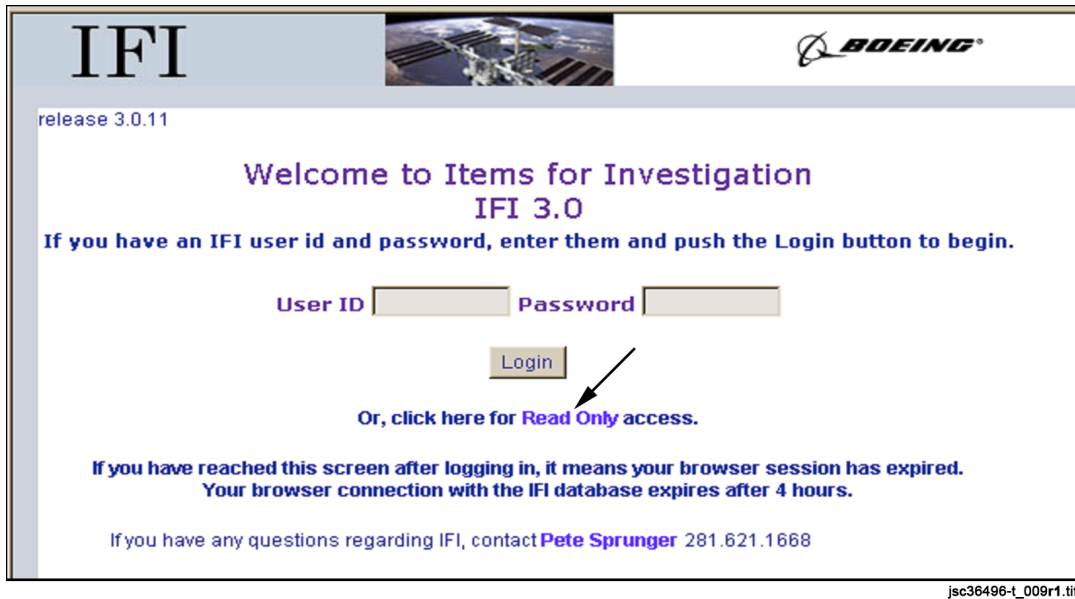 IFI
BOEING
release 3.0.11
Welcome to Items for Investigation
IFI 3.0
If you have an IFI user id and password, enter them and push the Login button to begin.
User ID Password
Login
Or, click here for Read Only access.
If you have reached this screen after logging in, it means your browser session has expired.
Your browser connection with the IFI database expires after 4 hours.
If you have any questions regarding IFI, contact Pete Sprunger 281.621.1668
jsc36496-t_009r1.tif